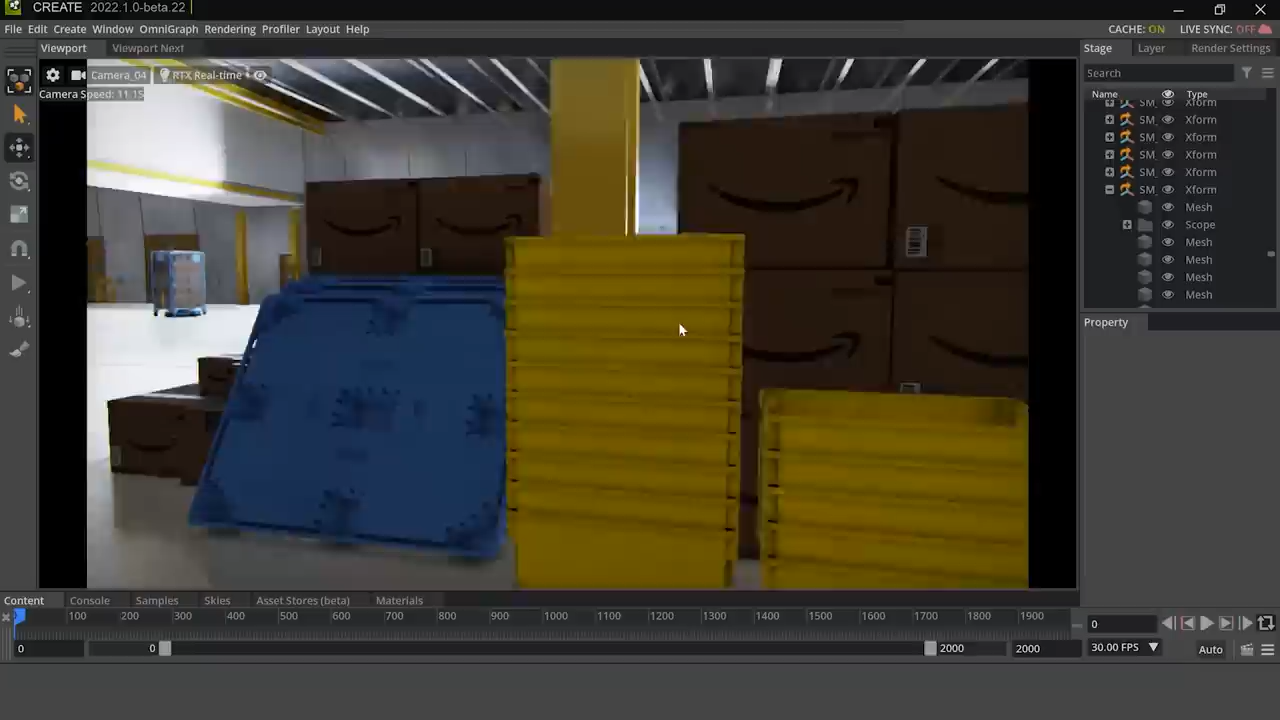 CREATE 2022.1.0-beta.22
File Edit Create Window OmniGraph Rendering Profiler Layout Help CACHE: ON LIVE SYNC: OFF
Viewport Viewport Next Stage Layer Render Settings
Camera_04 RTX Real-time Search
Camera Speed: 11.15 Name Type
SM_ Xform
SM_ Xform
SM_ Xform
SM_ Xform
SM_ Xform
SM_ Xform
Mesh
Scope
Mesh
Mesh
Mesh
Mesh
Property
Content Console Samples Skies Asset Stores (beta) Materials
100 200 300 400 500 600 700 800 900 1000 1100 1200 1300 1400 1500 1600 1700 1800 1900 0
0 0 2000 2000 30.00 FPS Auto